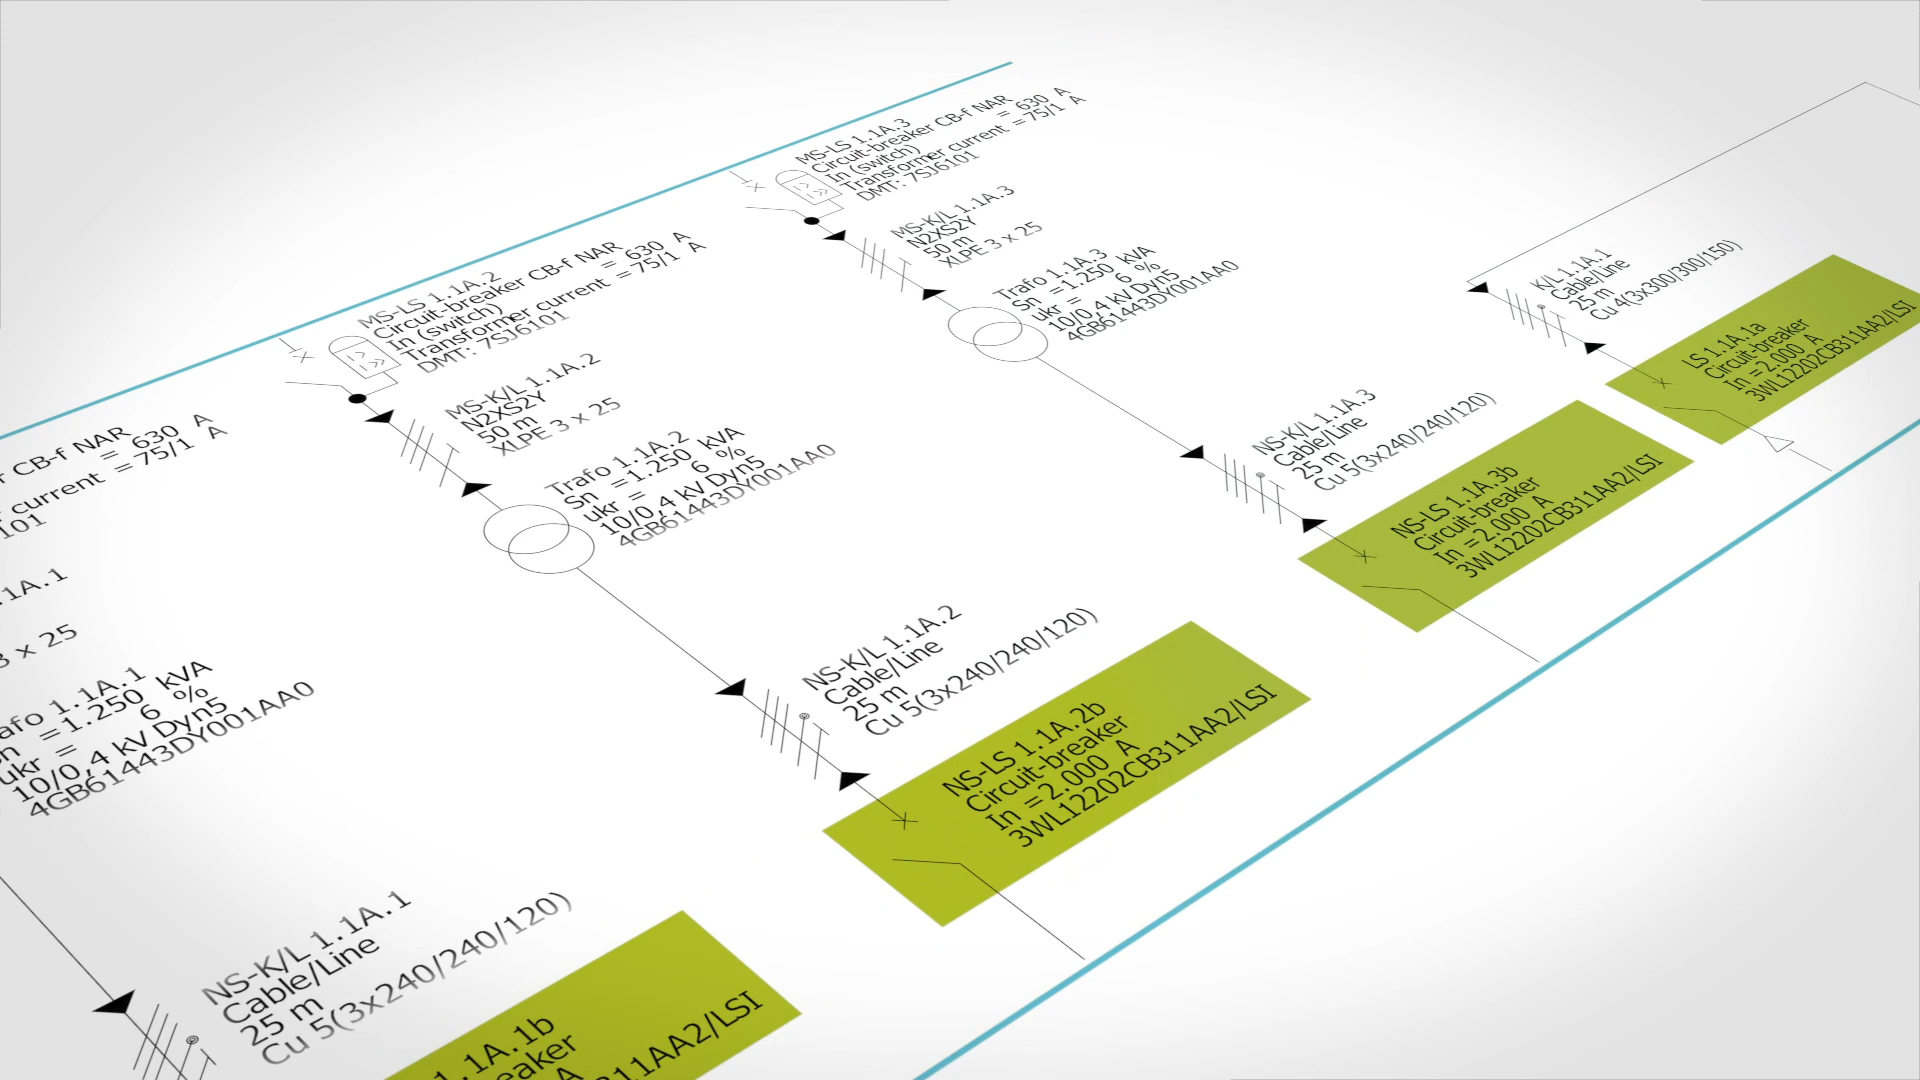 MS-LS 1.1A.3
Circuit-breaker CB-f NAR
In (switch) = 630 A
Transformer current = 75/1 A
DMT: 7SJ6101
MS-K/L 1.1A.3
N2XS2Y
50 m
XLPE 3 x 25
Trafo 1.1A.3
Sn = 1.250 kVA
ukr = 6 %
10/0,4 kV Dyn5
4GB61443DY001AA0
NS-K/L 1.1A.3
Cable/Line
25 m
Cu 5(3x240/240/120)
NS-LS 1.1A.3b
Circuit-breaker
In = 2.000 A
3WL12202CB311AA2/LSI
K/L 1.1A.1
Cable/Line
25 m
Cu 4(3x300/300/150)
LS 1.1A.1a
Circuit-breaker
In = 2.000 A
3WL12202CB311AA2/LSI
MS-LS 1.1A.2
Circuit-breaker CB-f NAR
In (switch) = 630 A
Transformer current = 75/1 A
DMT: 7SJ6101
MS-K/L 1.1A.2
N2XS2Y
50 m
XLPE 3 x 25
Trafo 1.1A.2
Sn = 1.250 kVA
ukr = 6 %
10/0,4 kV Dyn5
4GB61443DY001AA0
NS-K/L 1.1A.2
Cable/Line
25 m
Cu 5(3x240/240/120)
NS-LS 1.1A.2b
Circuit-breaker
In = 2.000 A
3WL12202CB311AA2/LSI
r CB-f NAR
= 630 A
current = 75/1 A
101
.1A.1
3 x 25
afo 1.1A.1
n = 1.250 kVA
ukr = 6 %
10/0,4 kV Dyn5
4GB61443DY001AA0
NS-K/L 1.1A.1
Cable/Line
25 m
Cu 5(3x240/240/120)
1.1A.1b
eaker
A
311AA2/LSI